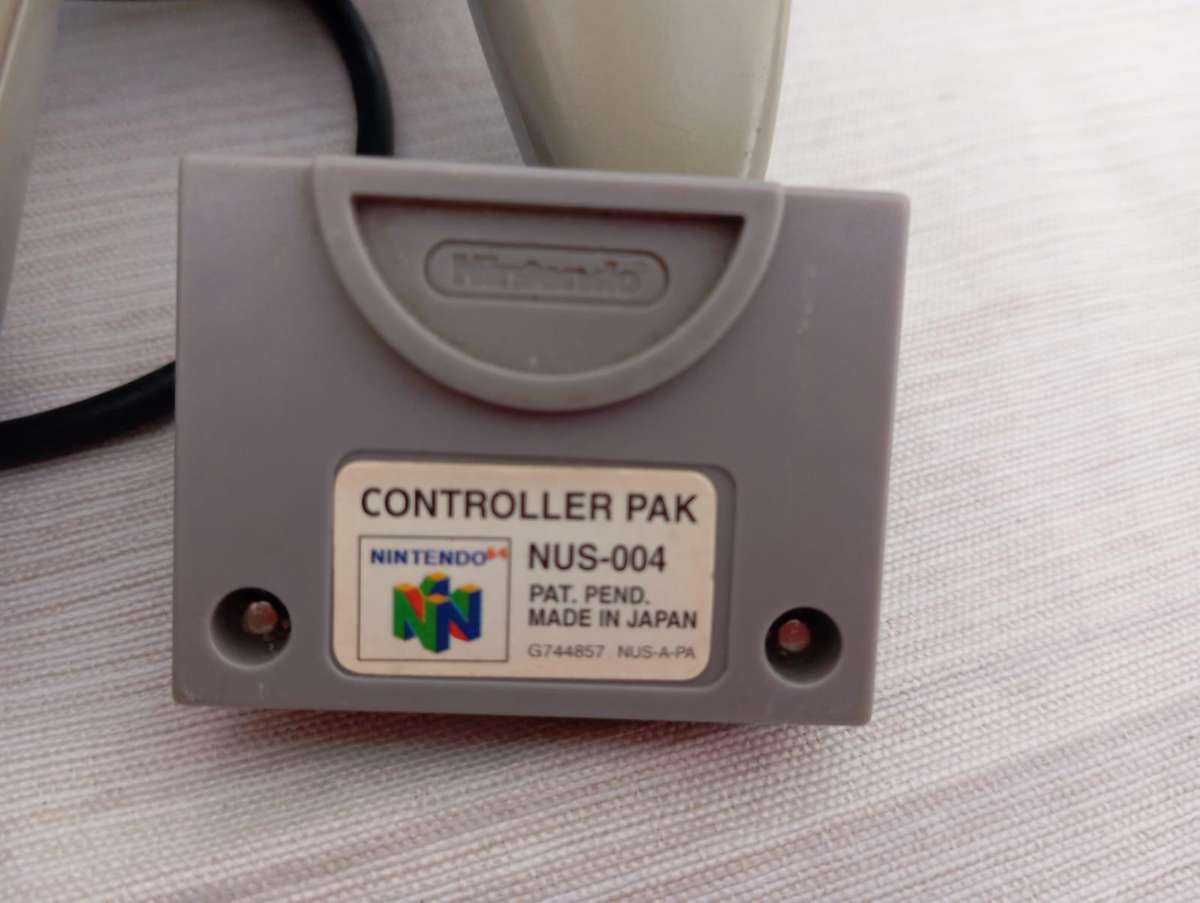 Nintendo
CONTROLLER PAK
NINTENDO64
NUS-004
PAT. PEND.
MADE IN JAPAN
G744857 NUS-A-PA